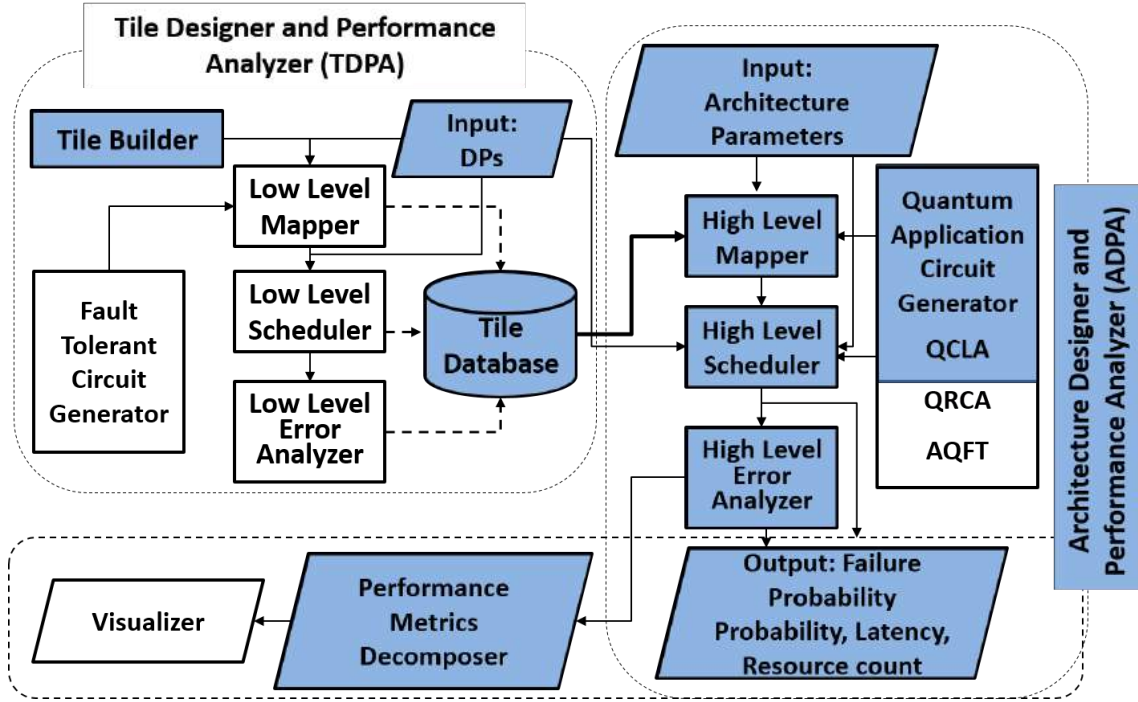 Tile Designer and Performance
Analyzer (TDPA)
Tile Builder
Input:
DPs
Low Level
Mapper
Fault
Tolerant
Circuit
Generator
Low Level
Scheduler
Low Level
Error
Analyzer
Tile
Database
Input:
Architecture
Parameters
High Level
Mapper
High Level
Scheduler
High Level
Error
Analyzer
Quantum
Application
Circuit
Generator
QCLA
QRCA
AQFT
Architecture Designer and
Performance Analyzer (ADPA)
Visualizer
Performance
Metrics
Decomposer
Output: Failure
Probability
Probability, Latency,
Resource count